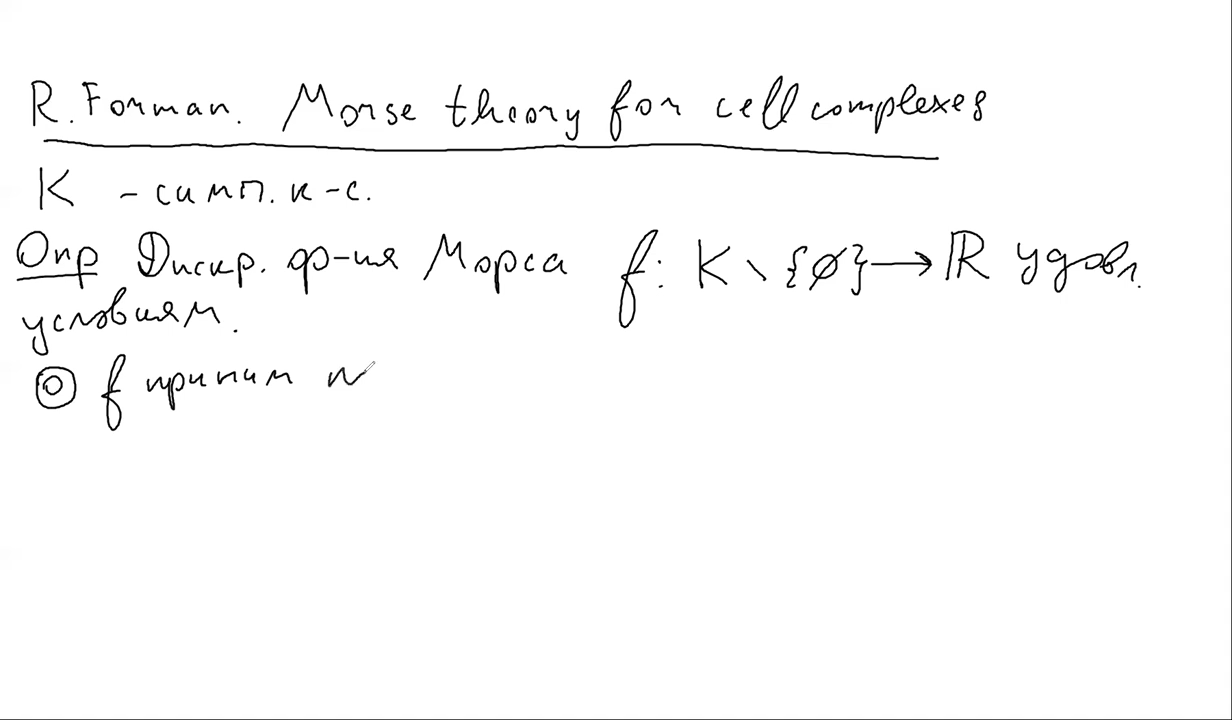 R. Forman. Morse theory for cell complexes
K - симп. к-с.
Опр Дискр. ф-ия Морса f: K \ {∅} → ℝ удовл.
условиям.
⓪ f приним